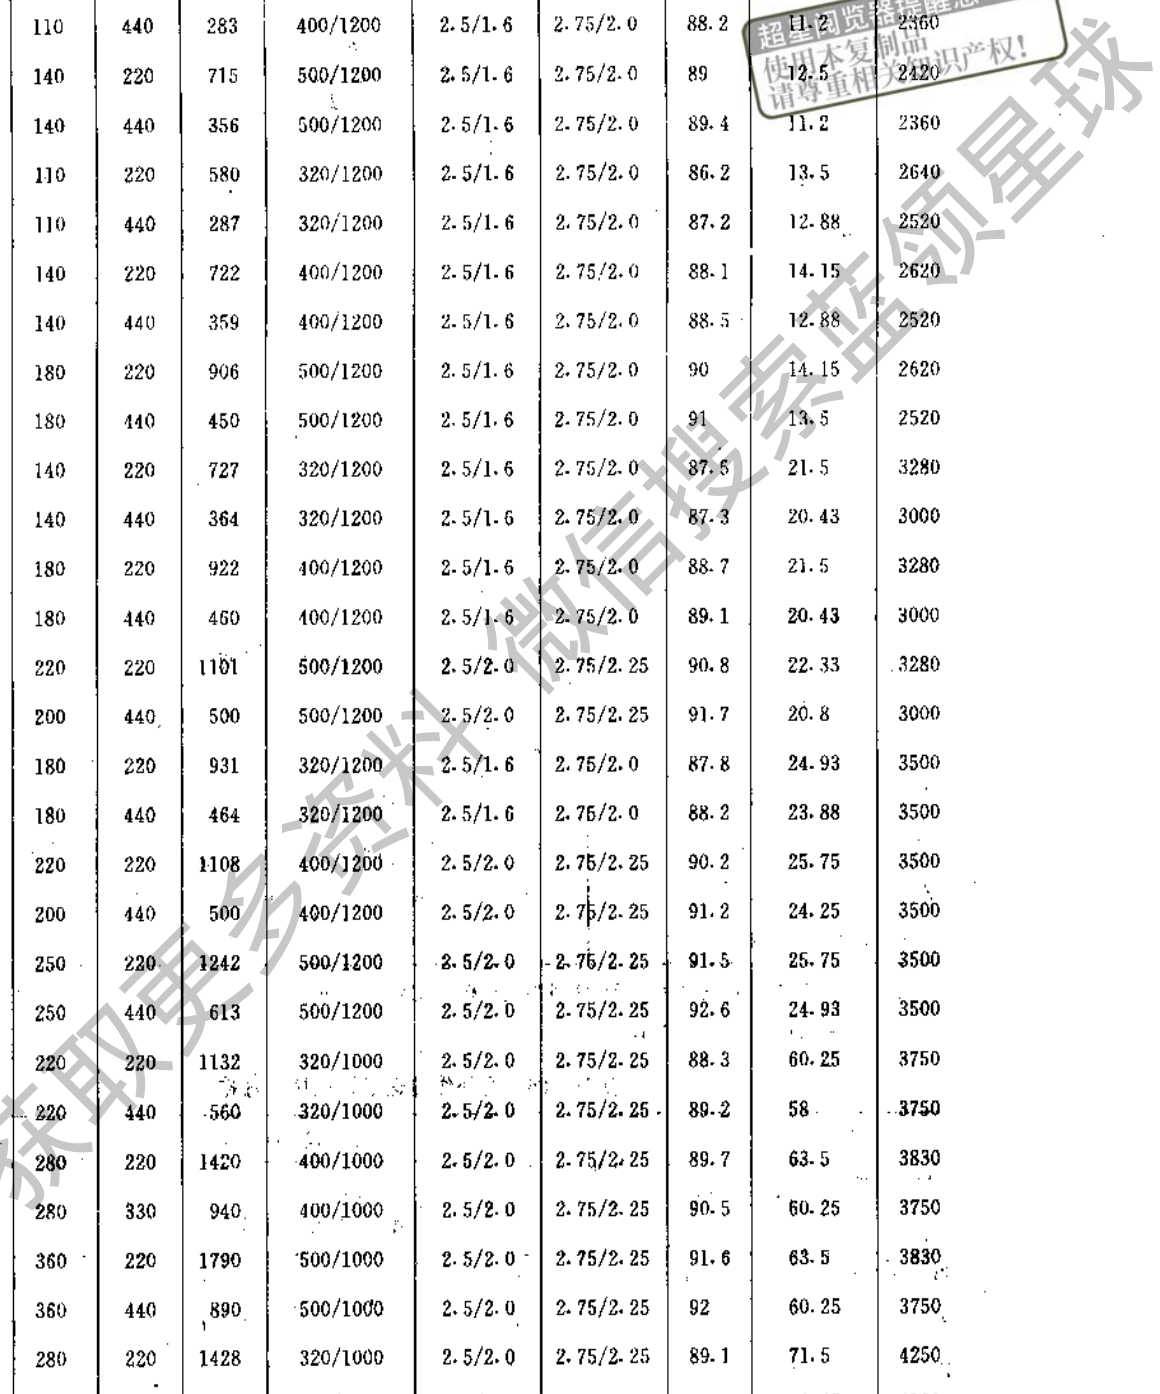 110 440 283 400/1200 2.5/1.6 2.75/2.0 88.2 11.2 2360
140 220 715 500/1200 2.5/1.6 2.75/2.0 89 12.5 2420
140 440 356 500/1200 2.5/1.6 2.75/2.0 89.4 11.2 2360
110 220 580 320/1200 2.5/1.6 2.75/2.0 86.2 13.5 2640
110 440 287 320/1200 2.5/1.6 2.75/2.0 87.2 12.88 2520
140 220 722 400/1200 2.5/1.6 2.75/2.0 88.1 14.15 2620
140 440 359 400/1200 2.5/1.6 2.75/2.0 88.5 12.88 2520
180 220 906 500/1200 2.5/1.6 2.75/2.0 90 14.15 2620
180 440 450 500/1200 2.5/1.6 2.75/2.0 91 13.5 2520
140 220 727 320/1200 2.5/1.6 2.75/2.0 87.5 21.5 3280
140 440 364 320/1200 2.5/1.6 2.75/2.0 87.3 20.43 3000
180 220 922 400/1200 2.5/1.6 2.75/2.0 88.7 21.5 3280
180 440 460 400/1200 2.5/1.6 2.75/2.0 89.1 20.43 3000
220 220 1101 500/1200 2.5/2.0 2.75/2.25 90.8 22.33 3280
200 440 500 500/1200 2.5/2.0 2.75/2.25 91.7 20.8 3000
180 220 931 320/1200 2.5/1.6 2.75/2.0 87.8 24.93 3500
180 440 464 320/1200 2.5/1.6 2.75/2.0 88.2 23.88 3500
220 220 1108 400/1200 2.5/2.0 2.75/2.25 90.2 25.75 3500
200 440 500 400/1200 2.5/2.0 2.75/2.25 91.2 24.25 3500
250 220 1242 500/1200 2.5/2.0 2.75/2.25 91.5 25.75 3500
250 440 613 500/1200 2.5/2.0 2.75/2.25 92.6 24.93 3500
220 220 1132 320/1000 2.5/2.0 2.75/2.25 88.3 60.25 3750
220 440 560 320/1000 2.5/2.0 2.75/2.25 89.2 58 3750
280 220 1420 400/1000 2.5/2.0 2.75/2.25 89.7 63.5 3830
280 330 940 400/1000 2.5/2.0 2.75/2.25 90.5 60.25 3750
360 220 1790 500/1000 2.5/2.0 2.75/2.25 91.6 63.5 3830
360 440 890 500/1000 2.5/2.0 2.75/2.25 92 60.25 3750
280 220 1428 320/1000 2.5/2.0 2.75/2.25 89.1 71.5 4250
超星阅览器提醒您
使用本复制品
请尊重相关知识产权!
获取更多资料 微信搜索蓝领星球